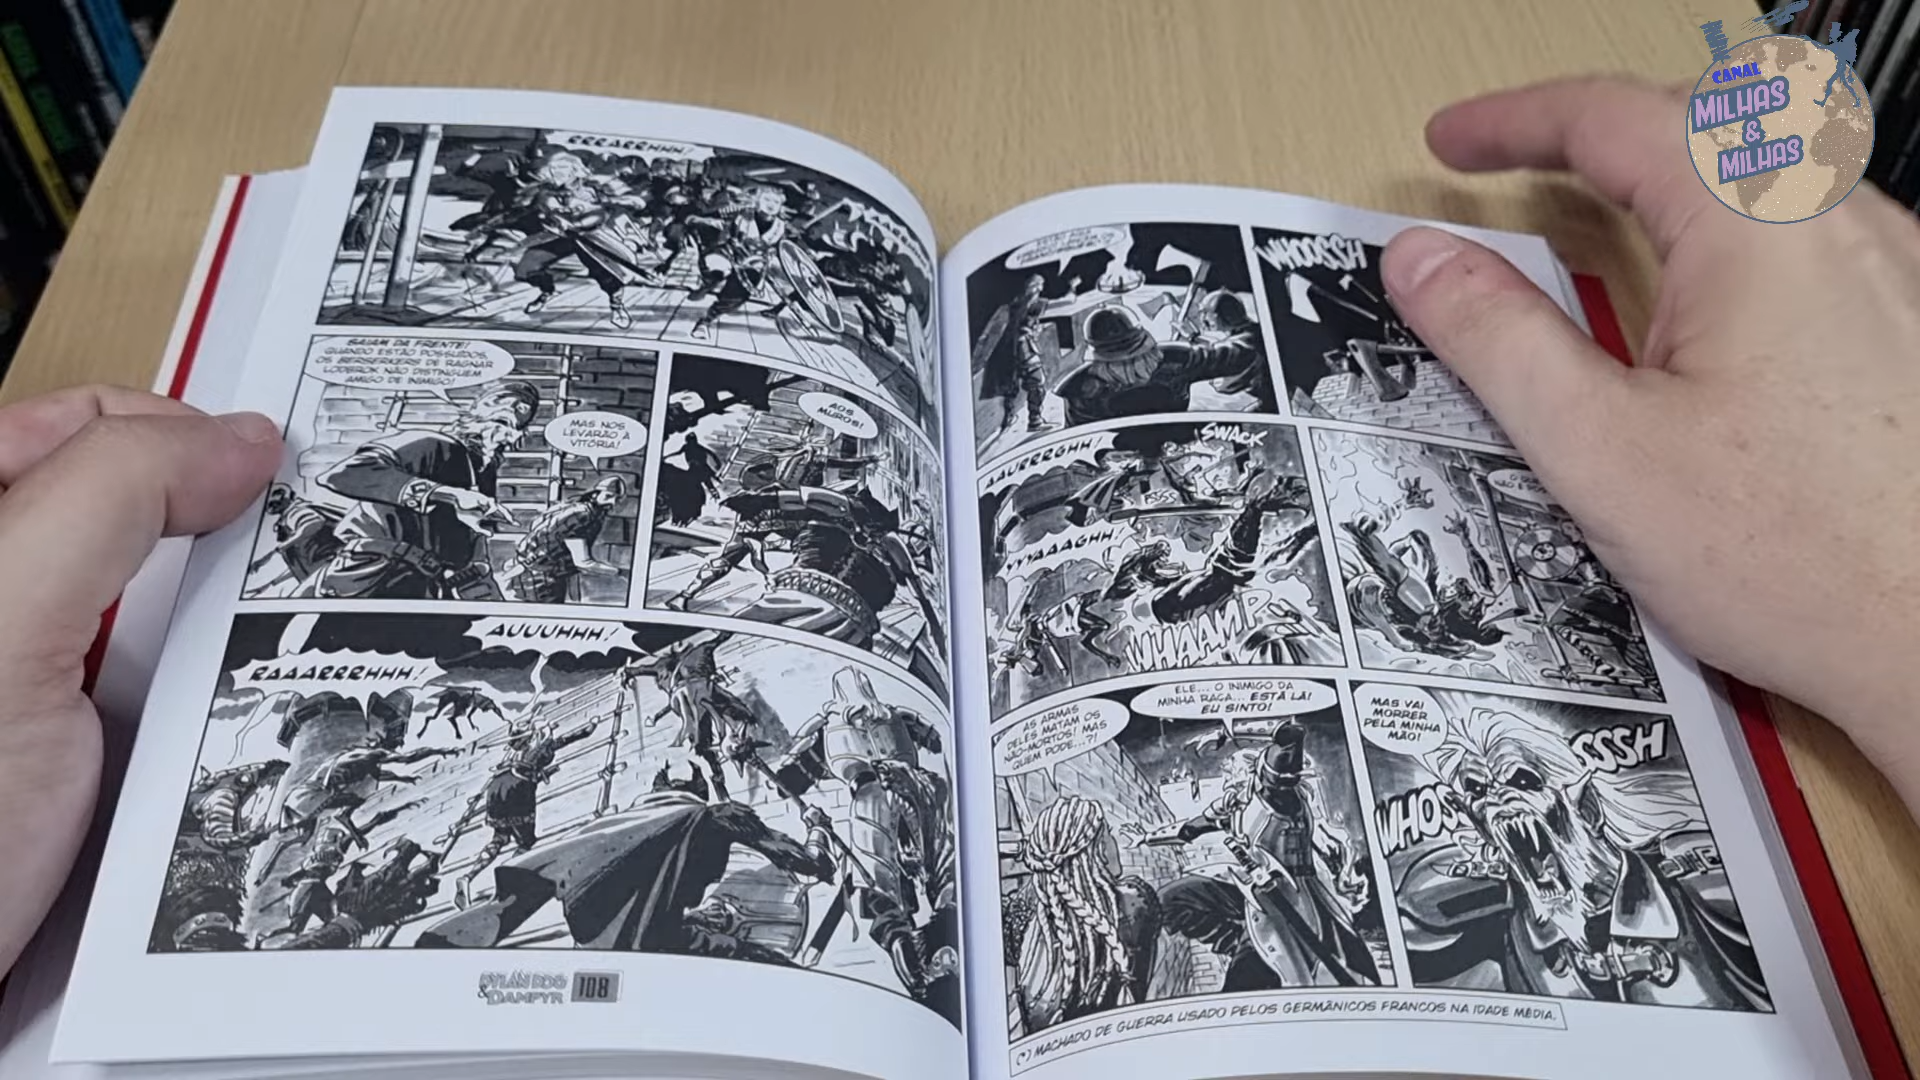 CANAL
MILHAS
&
MILHAS
RRRARRHHH!
SAIAM DA FRENTE!
QUANDO ESTÃO POSSUÍDOS,
OS BERSERKERS DE RAGNAR
LODBROK NÃO DISTINGUEM
AMIGO DE INIMIGO!
MAS NOS
LEVARÃO À
VITÓRIA!
AOS
MUROS!
RAAARRRHHH!
AUUUHHH!
DYLAN DOG
& DAMPYR
108
WHOOSSH
AAURRRGHH!
SWACK
YYAAAGHH!
WHAAMP
AS ARMAS
DELES MATAM OS
NÃO-MORTOS! MAS
QUEM PODE...?!
ELE... O INIMIGO DA
MINHA RAÇA... ESTÁ LÁ!
EU SINTO!
MAS VAI
MORRER
PELA MINHA
MÃO!
(*) MACHADO DE GUERRA USADO PELOS GERMÂNICOS FRANCOS NA IDADE MÉDIA.